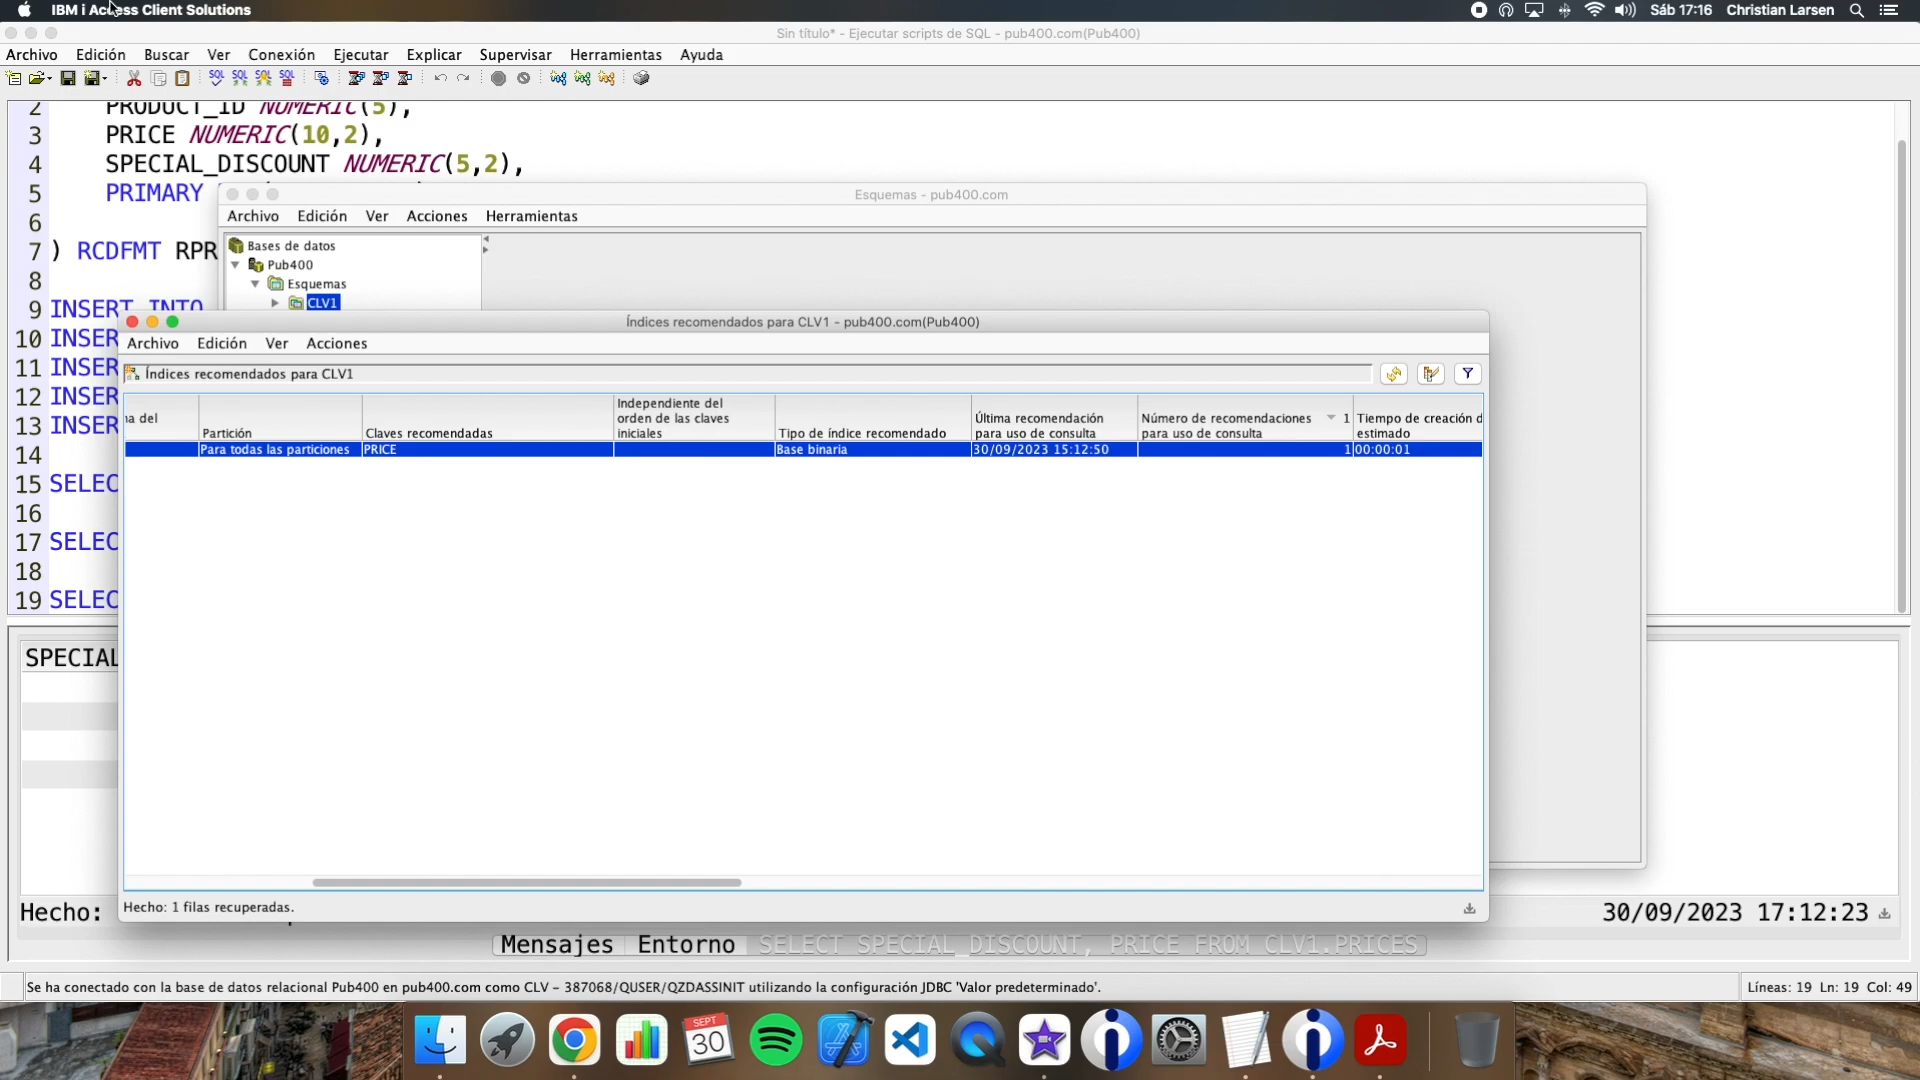 IBM i Access Client Solutions
Sáb 17:16 Christian Larsen
Sin título* - Ejecutar scripts de SQL - pub400.com(Pub400)
Archivo Edición Buscar Ver Conexión Ejecutar Explicar Supervisar Herramientas Ayuda
SQL SQL SQL SQL
2 PRODUCT_ID NUMERIC(5),
3 PRICE NUMERIC(10,2),
4 SPECIAL_DISCOUNT NUMERIC(5,2),
5 PRIMARY
6
7 ) RCDFMT RPR
8
9 INSERT INTO
10 INSER
11 INSER
12 INSER
13 INSER
14
15 SELEC
16
17 SELEC
18
19 SELEC
Esquemas - pub400.com
Archivo Edición Ver Acciones Herramientas
Bases de datos
Pub400
Esquemas
CLV1
Índices recomendados para CLV1 - pub400.com(Pub400)
Archivo Edición Ver Acciones
Índices recomendados para CLV1
na del
Partición
Claves recomendadas
Independiente del
orden de las claves
iniciales
Tipo de índice recomendado
Última recomendación
para uso de consulta
Número de recomendaciones 1
para uso de consulta
Tiempo de creación d
estimado
Para todas las particiones PRICE Base binaria 30/09/2023 15:12:50 1 00:00:01
Hecho: 1 filas recuperadas.
SPECIAL
Hecho:
30/09/2023 17:12:23
Mensajes Entorno SELECT SPECIAL_DISCOUNT, PRICE FROM CLV1.PRICES
Se ha conectado con la base de datos relacional Pub400 en pub400.com como CLV - 387068/QUSER/QZDASSINIT utilizando la configuración JDBC 'Valor predeterminado'.
Líneas: 19 Ln: 19 Col: 49
SEPT
30